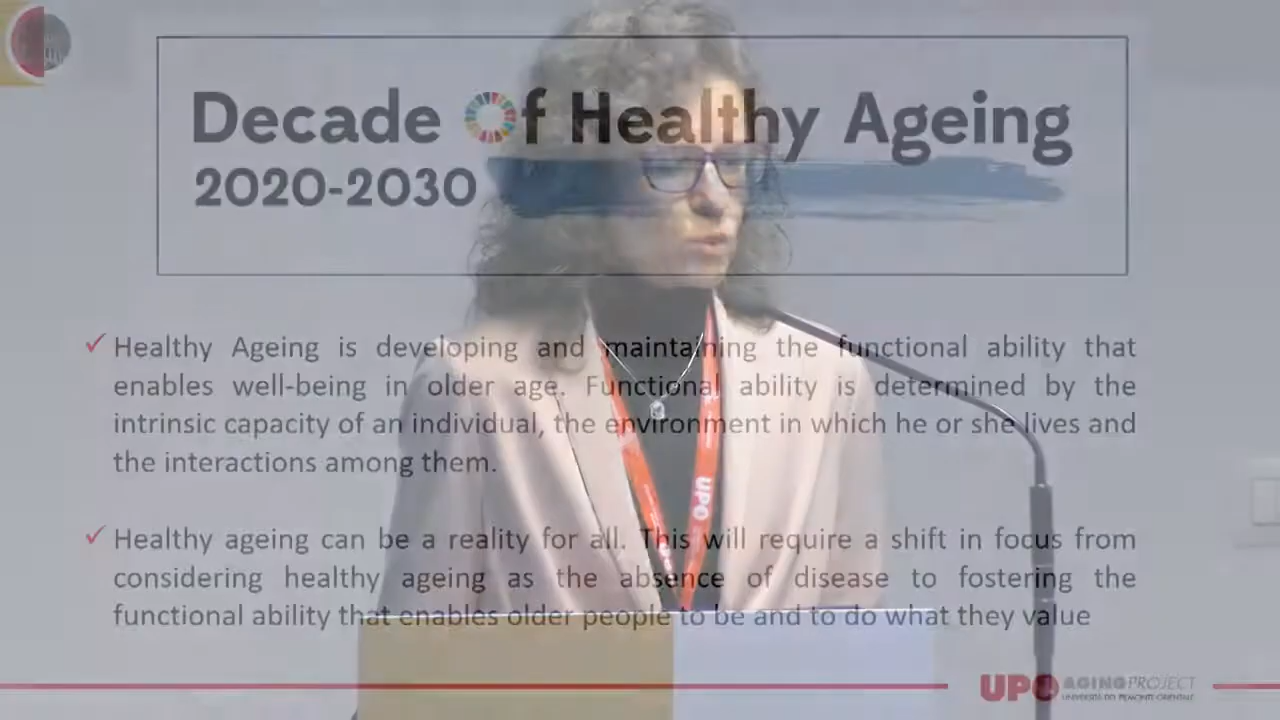 Decade Of Healthy Ageing
2020-2030
Healthy Ageing is developing and maintaining the functional ability that
enables well-being in older age. Functional ability is determined by the
intrinsic capacity of an individual, the environment in which he or she lives and
the interactions among them.
Healthy ageing can be a reality for all. This will require a shift in focus from
considering healthy ageing as the absence of disease to fostering the
functional ability that enables older people to be and to do what they value
UPO
UPO AGING PROJECT
UNIVERSITÀ DEL PIEMONTE ORIENTALE